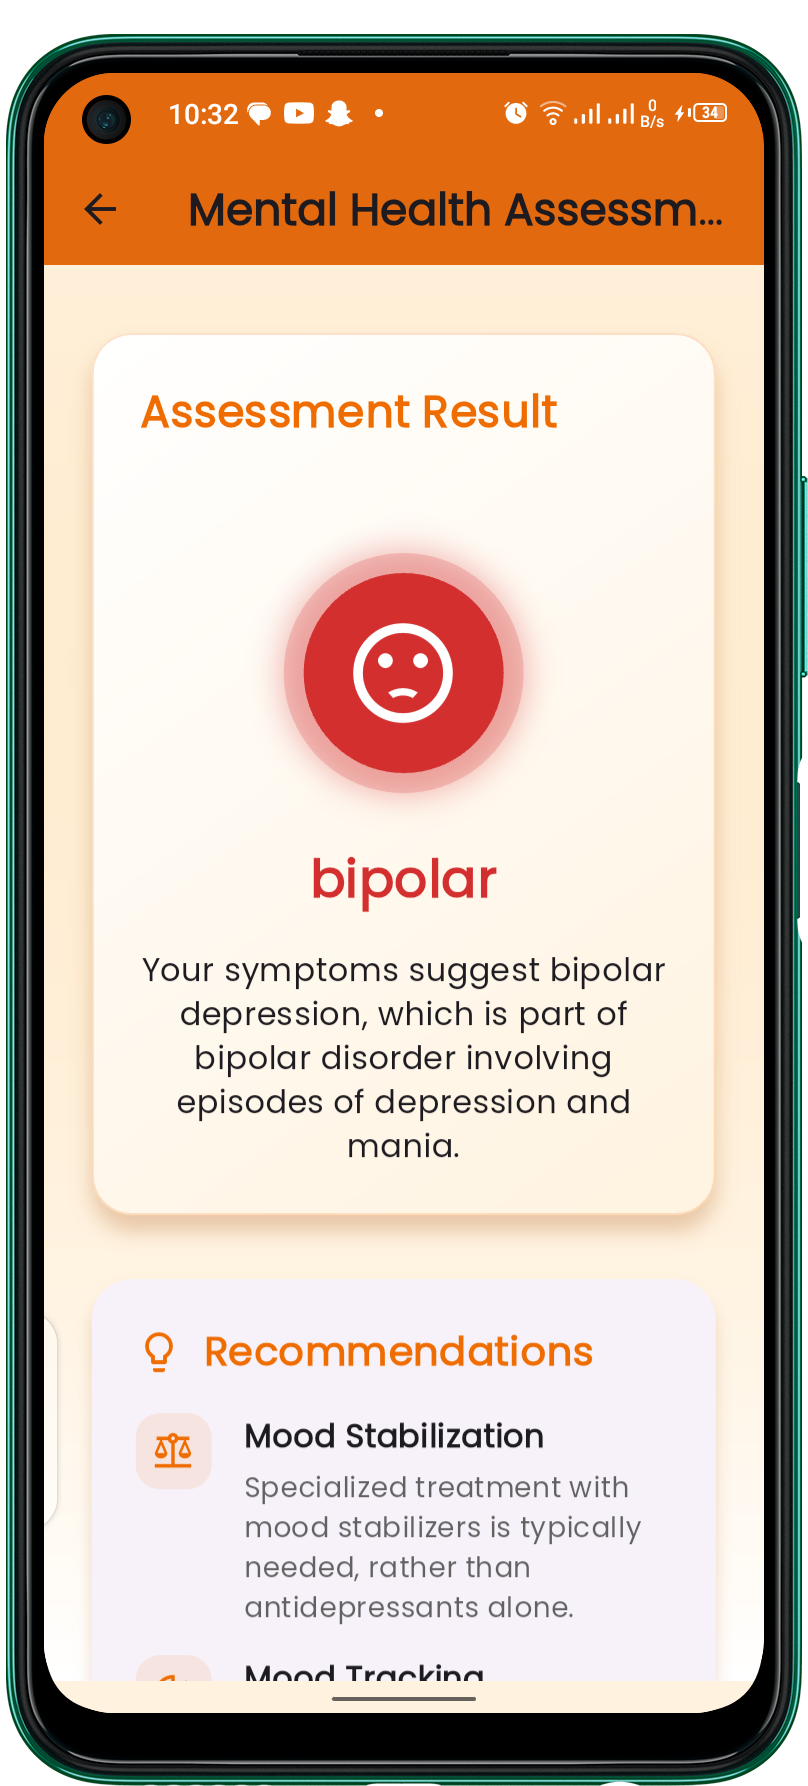 10:32
0
B/s
34
Mental Health Assessm...
Assessment Result
bipolar
Your symptoms suggest bipolar
depression, which is part of
bipolar disorder involving
episodes of depression and
mania.
Recommendations
Mood Stabilization
Specialized treatment with
mood stabilizers is typically
needed, rather than
antidepressants alone.
Mood Tracking